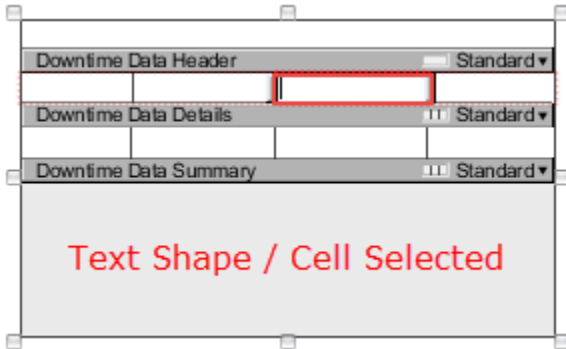 Downtime Data Header Standard
Downtime Data Details Standard
Downtime Data Summary Standard
Text Shape / Cell Selected